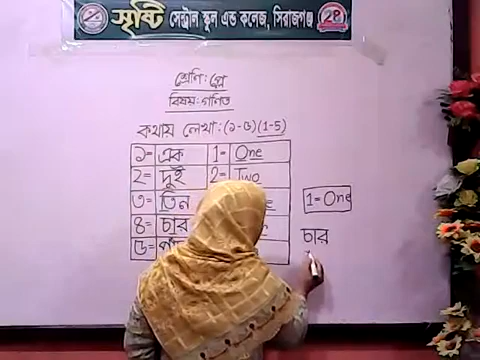 সৃষ্টি সেন্ট্রাল স্কুল এন্ড কলেজ, সিরাজগঞ্জ
শ্রেণি: প্লে
বিষয়: গণিত
কথায় লেখা: (১-৫) (1-5)
১= এক 1= One
২= দুই 2= Two
৩= তিন
৪= চার
৫=
1= One
চার